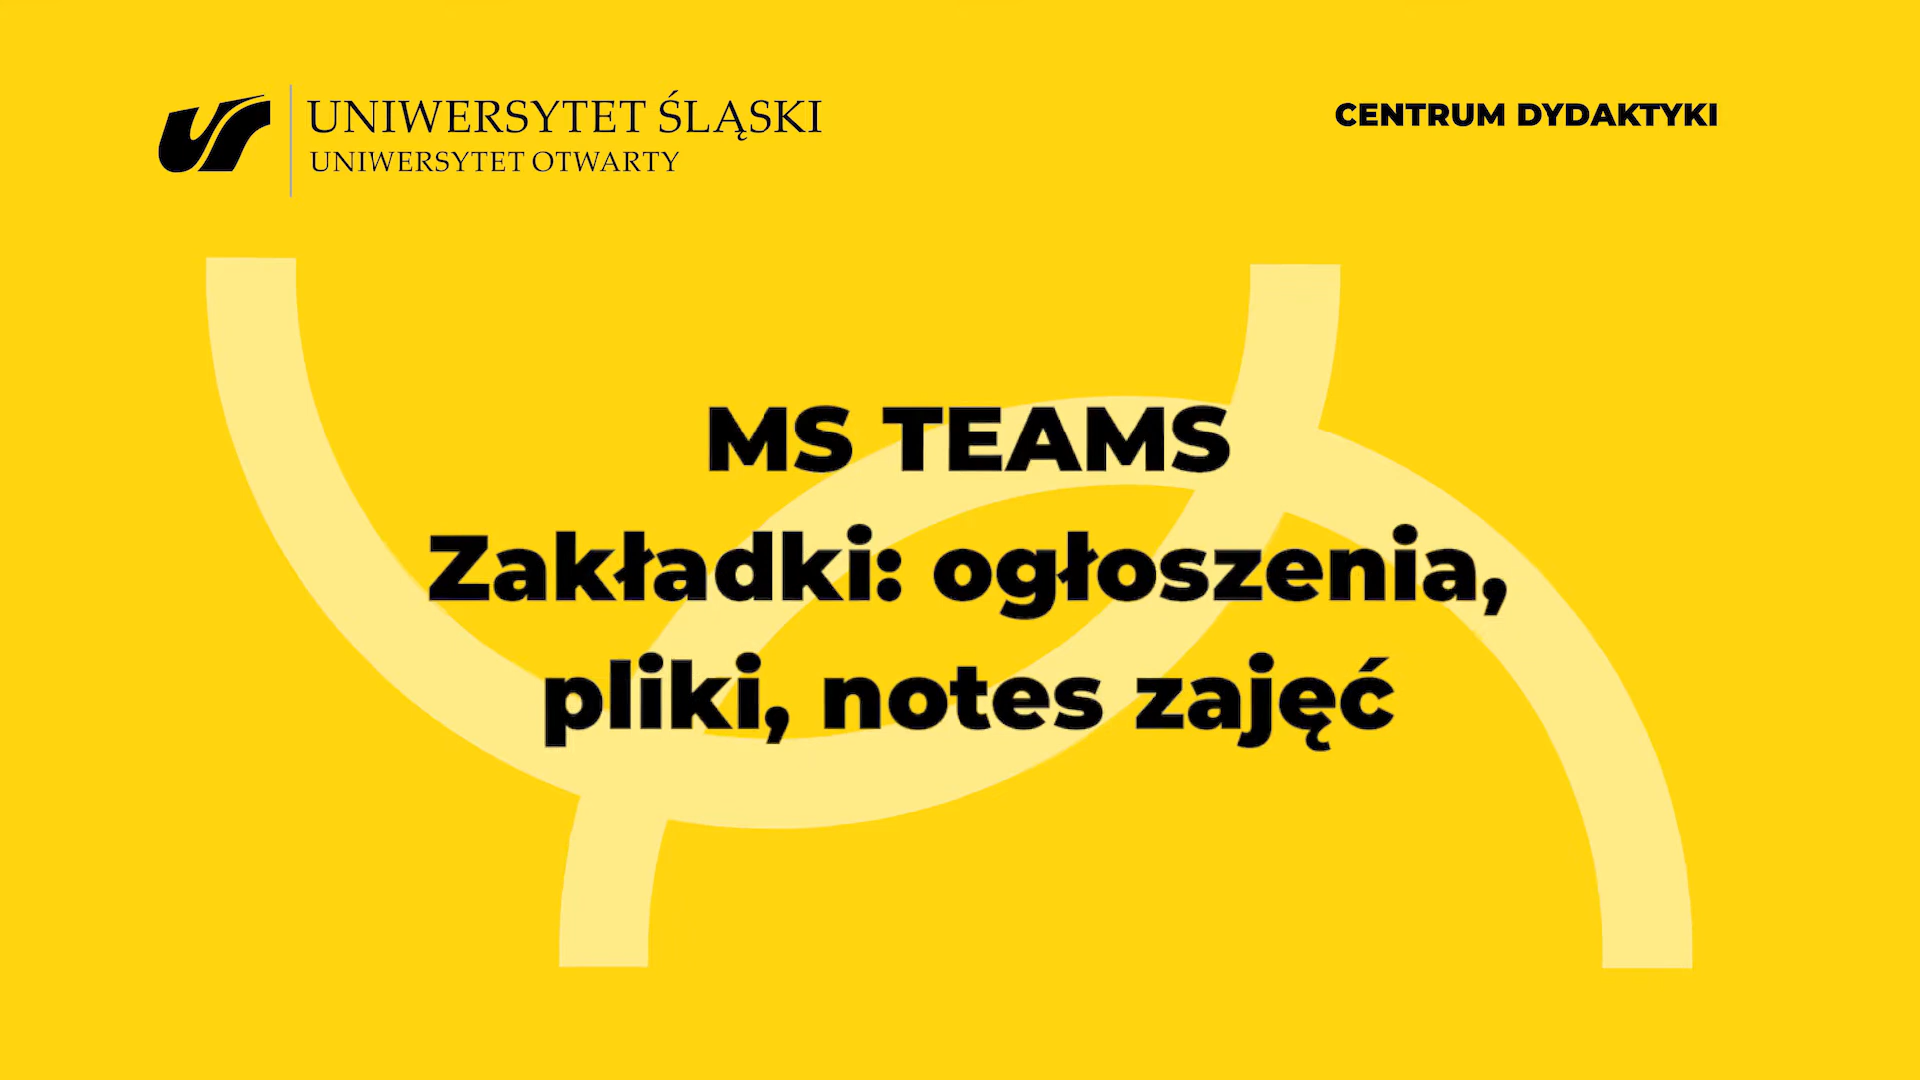 UNIWERSYTET ŚLĄSKI
UNIWERSYTET OTWARTY
CENTRUM DYDAKTYKI
MS TEAMS
Zakładki: ogłoszenia,
pliki, notes zajęć